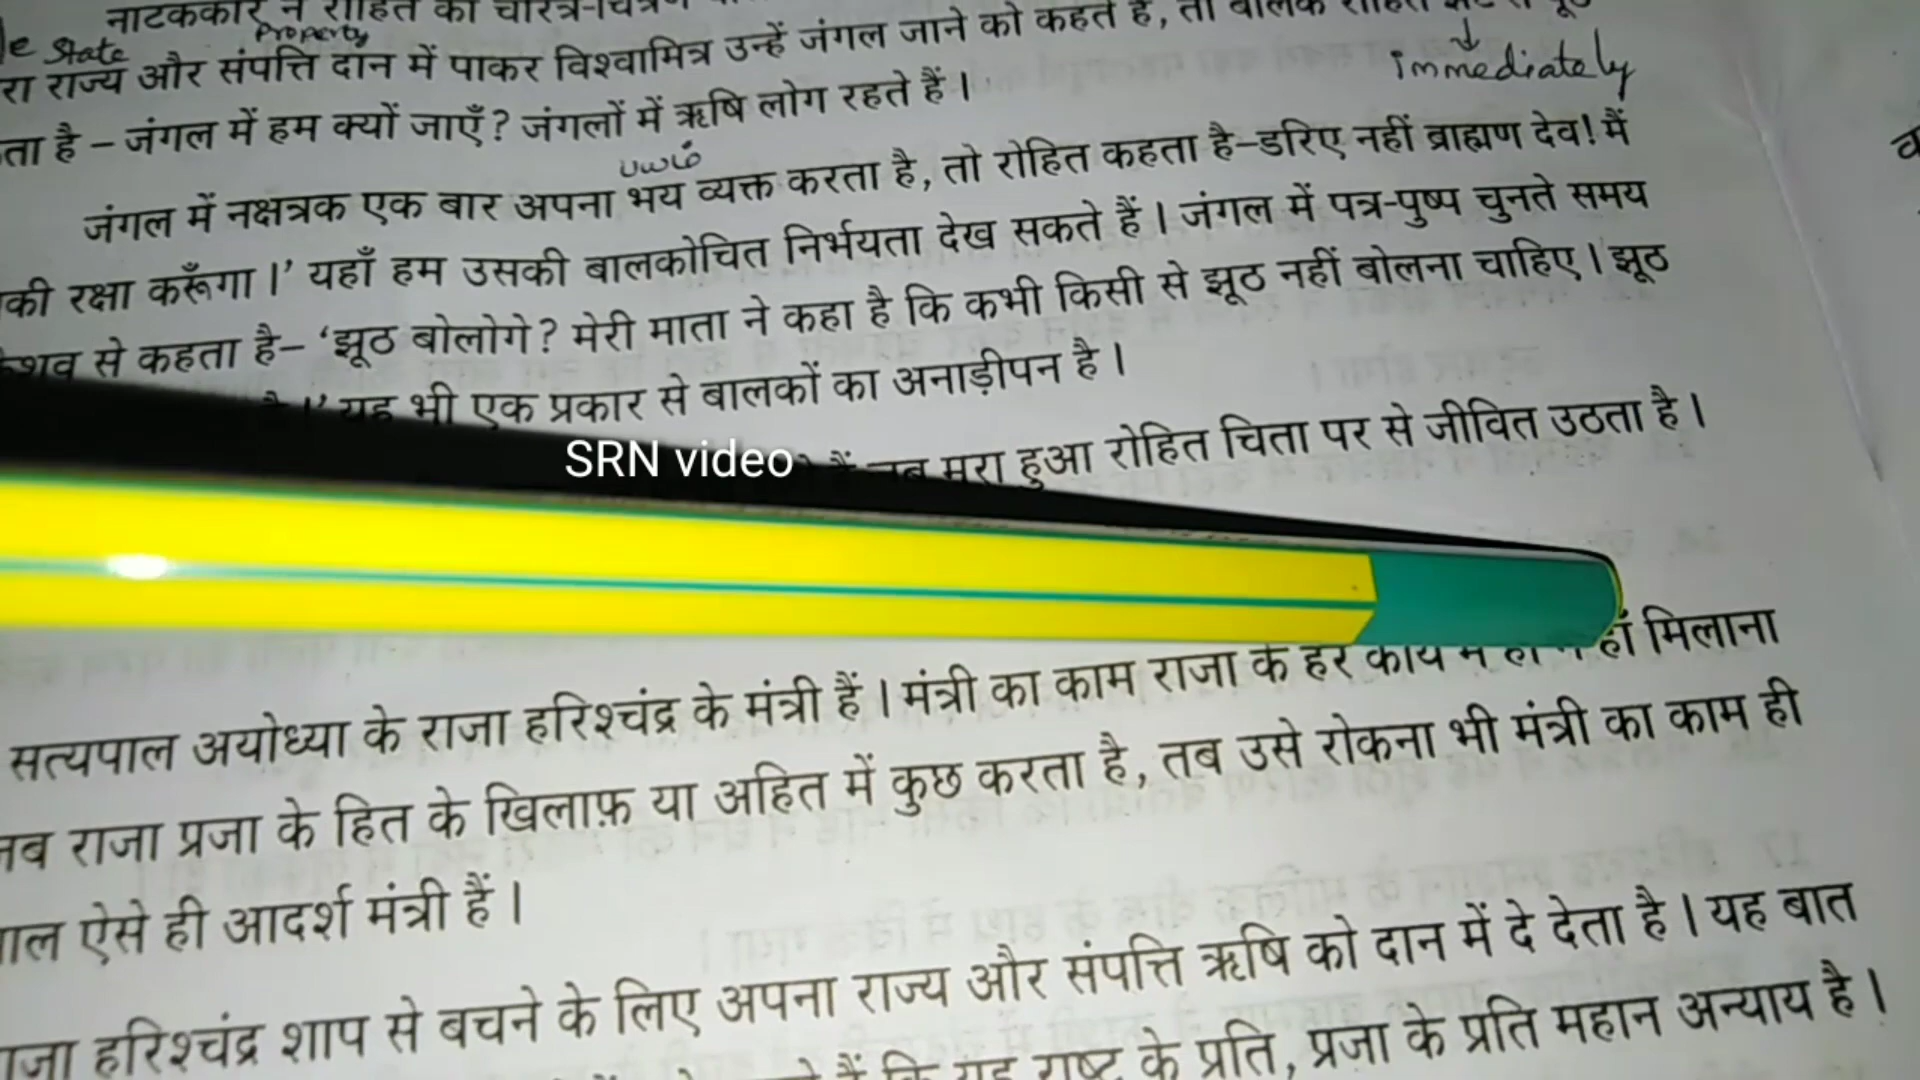 नाटककार ने रोहित का चरित्र-चित्रण
State Property
राज्य और संपत्ति दान में पाकर विश्वामित्र उन्हें जंगल जाने को कहते हैं, तो बालक
immediately
है – जंगल में हम क्यों जाएँ? जंगलों में ऋषि लोग रहते हैं।
பயம்
जंगल में नक्षत्रक एक बार अपना भय व्यक्त करता है, तो रोहित कहता है–डरिए नहीं ब्राह्मण देव! मैं
की रक्षा करूँगा।’ यहाँ हम उसकी बालकोचित निर्भयता देख सकते हैं। जंगल में पत्र-पुष्प चुनते समय
से कहता है– ‘झूठ बोलोगे? मेरी माता ने कहा है कि कभी किसी से झूठ नहीं बोलना चाहिए। झूठ
यह भी एक प्रकार से बालकों का अनाड़ीपन है।
SRN video
मरा हुआ रोहित चिता पर से जीवित उठता है।
सत्यपाल अयोध्या के राजा हरिश्चंद्र के मंत्री हैं। मंत्री का काम राजा के हर कार्य में हाँ मिलाना
राजा प्रजा के हित के खिलाफ़ या अहित में कुछ करता है, तब उसे रोकना भी मंत्री का काम ही
ऐसे ही आदर्श मंत्री हैं।
हरिश्चंद्र शाप से बचने के लिए अपना राज्य और संपत्ति ऋषि को दान में दे देता है। यह बात
के प्रति, प्रजा के प्रति महान अन्याय है।